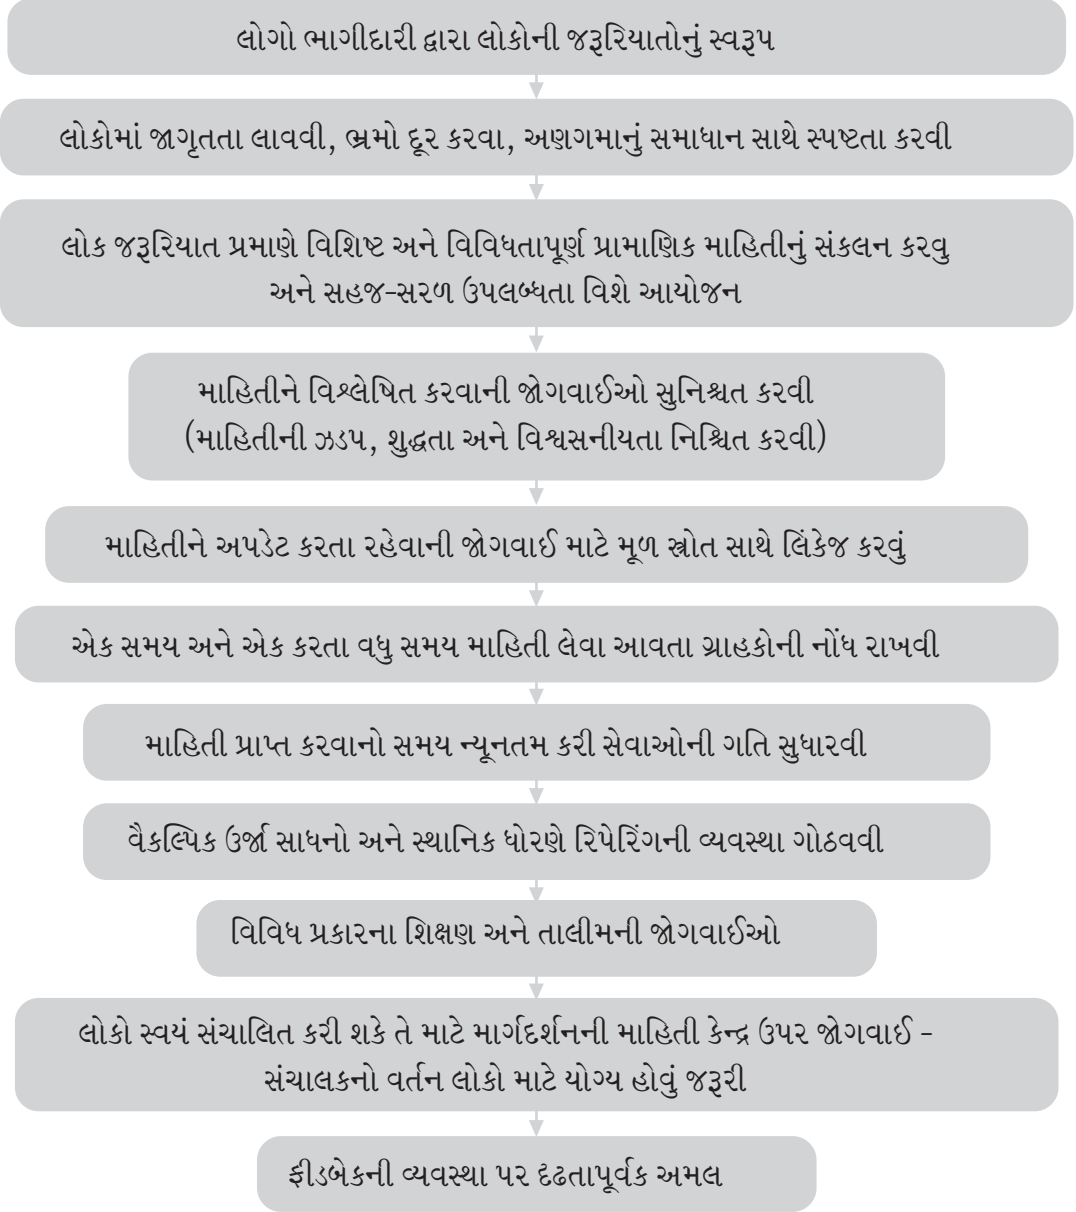 લોગો ભાગીદારી દ્વારા લોકોની જરૂરિયાતોનું સ્વરૂપ
લોકોમાં જાગૃતતા લાવવી, ભ્રમો દૂર કરવા, અણગમાનું સમાધાન સાથે સ્પષ્ટતા કરવી
લોક જરૂરિયાત પ્રમાણે વિશિષ્ટ અને વિવિધતાપૂર્ણ પ્રામાણિક માહિતીનું સંકલન કરવુ
અને સહજ-સરળ ઉપલબ્ધતા વિશે આયોજન
માહિતીને વિશ્લેષિત કરવાની જોગવાઈઓ સુનિશ્ચત કરવી
(માહિતીની ઝડપ, શુદ્ધતા અને વિશ્વસનીયતા નિશ્ચિત કરવી)
માહિતીને અપડેટ કરતા રહેવાની જોગવાઈ માટે મૂળ સ્ત્રોત સાથે લિંકેજ કરવું
એક સમય અને એક કરતા વધુ સમય માહિતી લેવા આવતા ગ્રાહકોની નોંધ રાખવી
માહિતી પ્રાપ્ત કરવાનો સમય ન્યૂનતમ કરી સેવાઓની ગતિ સુધારવી
વૈકલ્પિક ઉર્જા સાધનો અને સ્થાનિક ધોરણે રિપેરિંગની વ્યવસ્થા ગોઠવવી
વિવિધ પ્રકારના શિક્ષણ અને તાલીમની જોગવાઈઓ
લોકો સ્વયં સંચાલિત કરી શકે તે માટે માર્ગદર્શનની માહિતી કેન્દ્ર ઉપર જોગવાઈ -
સંચાલકનો વર્તન લોકો માટે યોગ્ય હોવું જરૂરી
ફીડબેકની વ્યવસ્થા પર દૃઢતાપૂર્વક અમલ